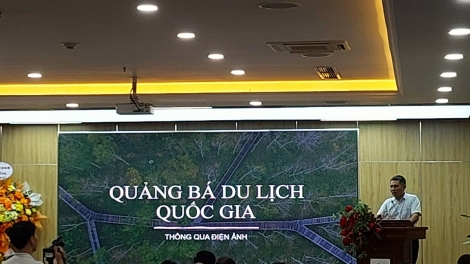 QUẢNG BÁ DU LỊCH
QUỐC GIA
THÔNG QUA ĐIỆN ẢNH